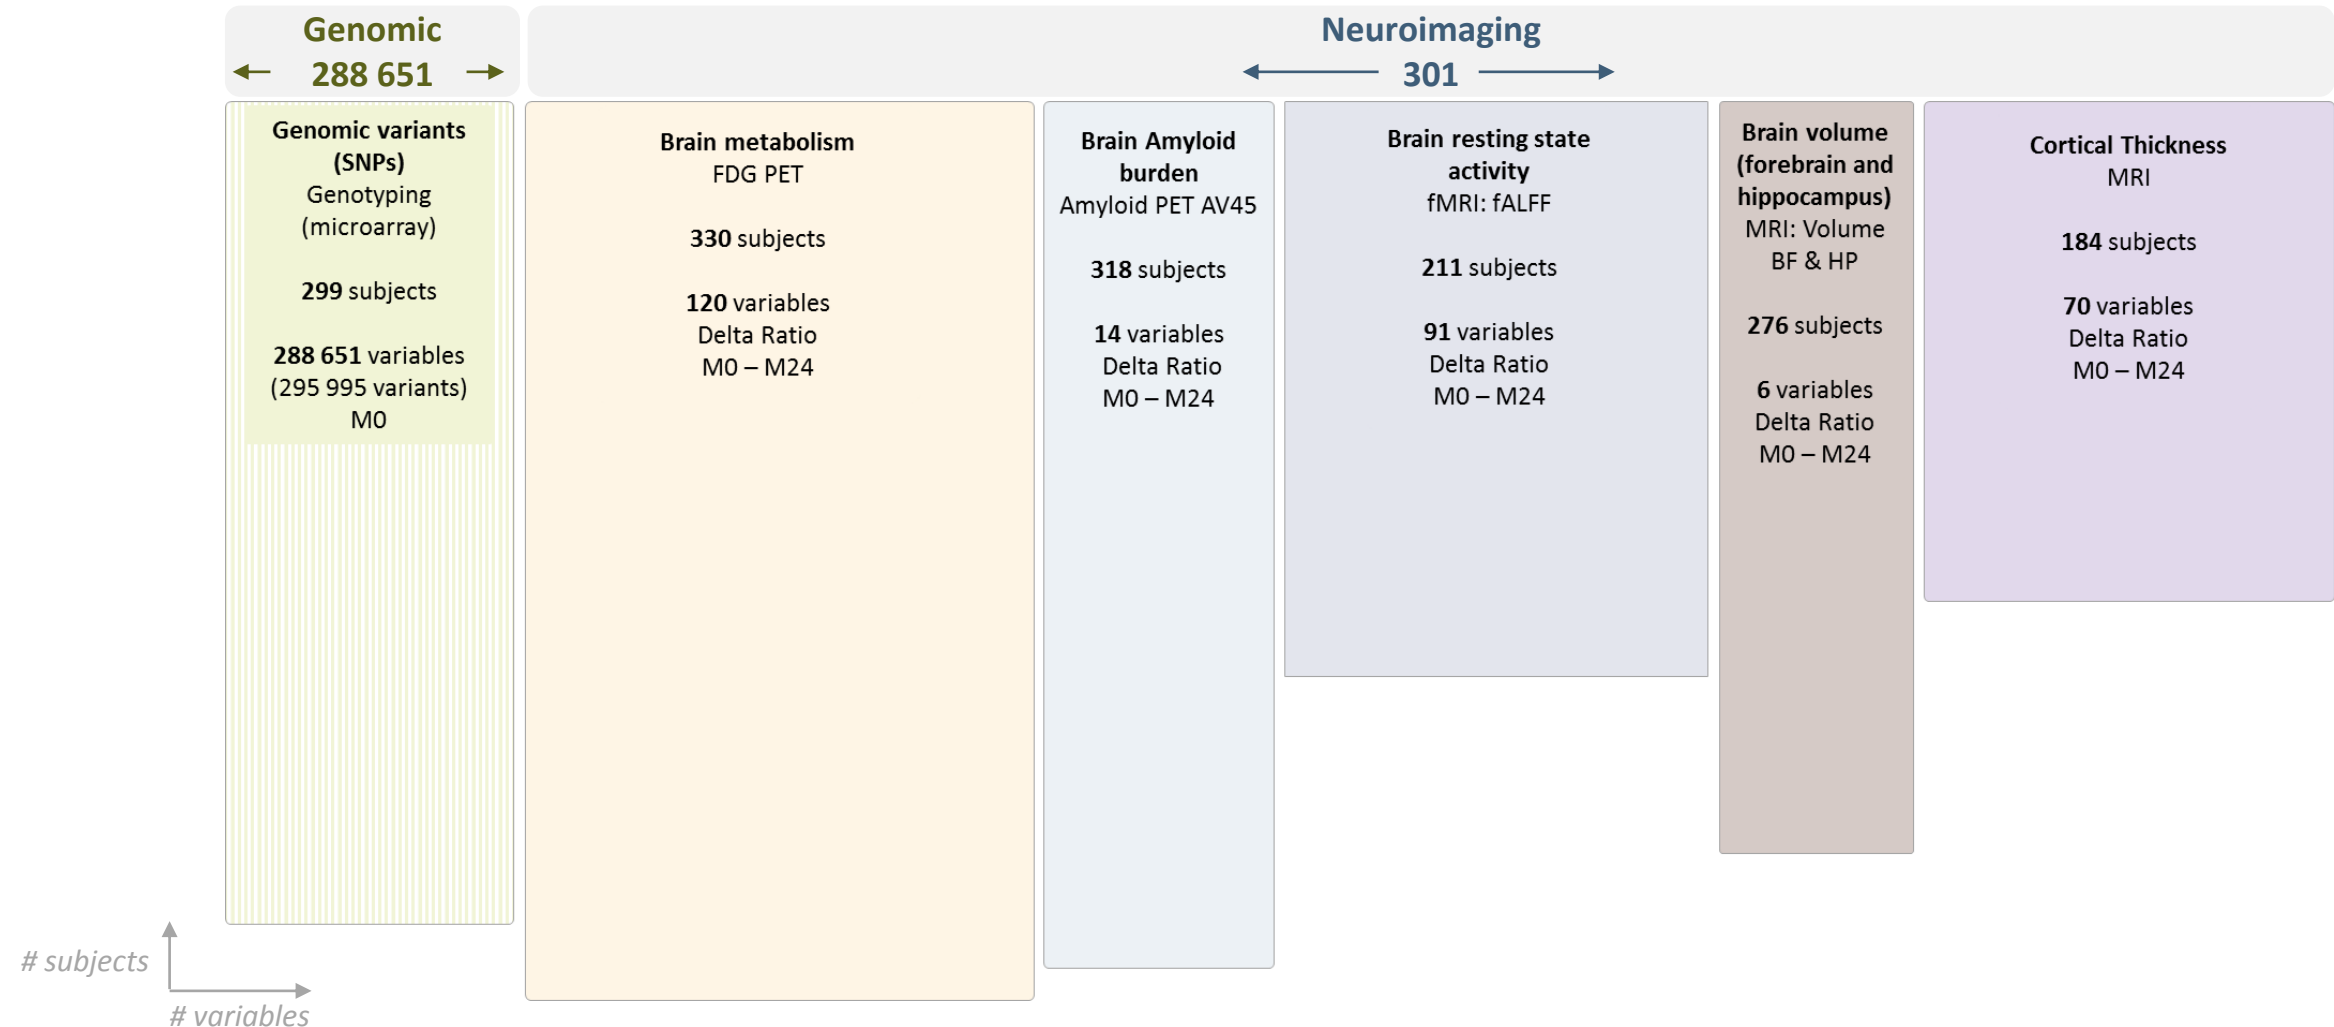 Genomic
288 651
Neuroimaging
301
Genomic variants
(SNPs)
Genotyping
(microarray)
299 subjects
288 651 variables
(295 995 variants)
M0
Brain metabolism
FDG PET
330 subjects
120 variables
Delta Ratio
M0 – M24
Brain Amyloid
burden
Amyloid PET AV45
318 subjects
14 variables
Delta Ratio
M0 – M24
Brain resting state
activity
fMRI: fALFF
211 subjects
91 variables
Delta Ratio
M0 – M24
Brain volume
(forebrain and
hippocampus)
MRI: Volume
BF & HP
276 subjects
6 variables
Delta Ratio
M0 – M24
Cortical Thickness
MRI
184 subjects
70 variables
Delta Ratio
M0 – M24
# subjects
# variables